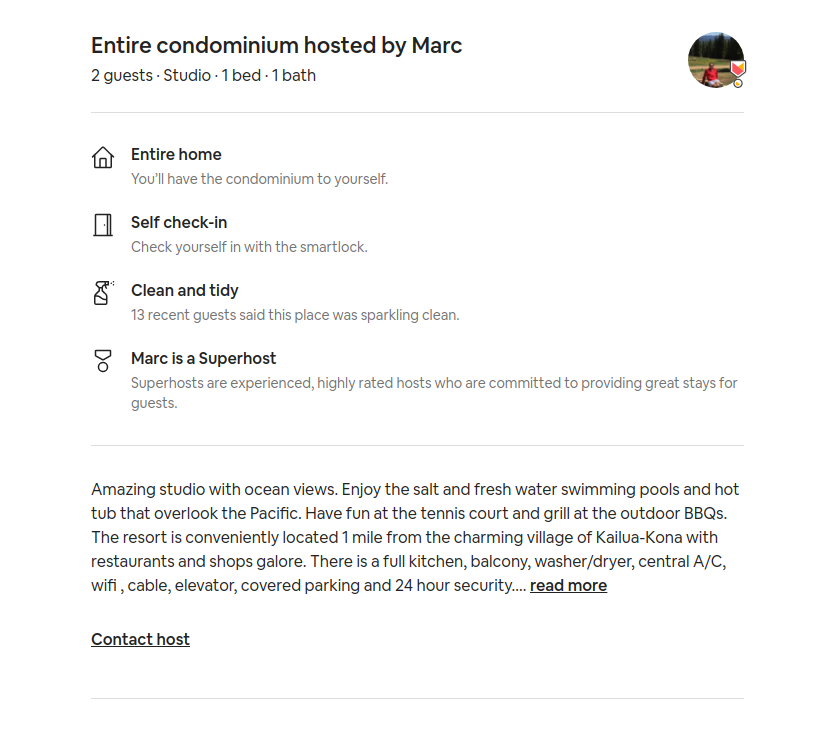 Entire condominium hosted by Marc
2 guests · Studio · 1 bed · 1 bath
Entire home
You'll have the condominium to yourself.
Self check-in
Check yourself in with the smartlock.
Clean and tidy
13 recent guests said this place was sparkling clean.
Marc is a Superhost
Superhosts are experienced, highly rated hosts who are committed to providing great stays for
guests.
Amazing studio with ocean views. Enjoy the salt and fresh water swimming pools and hot
tub that overlook the Pacific. Have fun at the tennis court and grill at the outdoor BBQs.
The resort is conveniently located 1 mile from the charming village of Kailua-Kona with
restaurants and shops galore. There is a full kitchen, balcony, washer/dryer, central A/C,
wifi , cable, elevator, covered parking and 24 hour security.... read more
Contact host